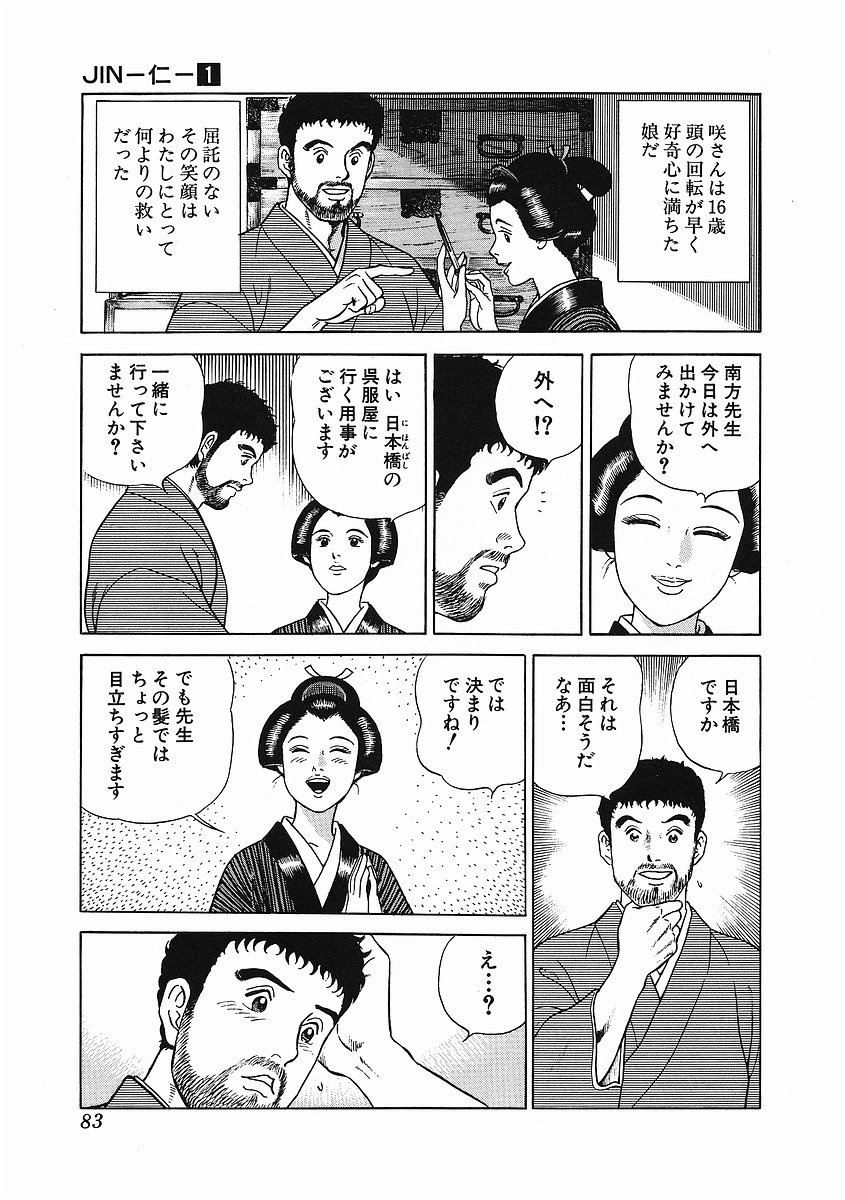 JIN－仁－1
咲さんは16歳
頭の回転が早く
好奇心に満ちた
娘だ
屈託のない
その笑顔は
わたしにとって
何よりの救い
だった
南方先生
今日は外へ
出かけて
みませんか?
外へ!?
はい 日本橋の
にほんばし
呉服屋に
行く用事が
ございます
一緒に
行って下さい
ませんか?
日本橋
ですか
それは
面白そうだ
なあ…
では
決まり
ですね!
でも先生
その髪では
ちょっと
目立ちすぎます
え……?
83